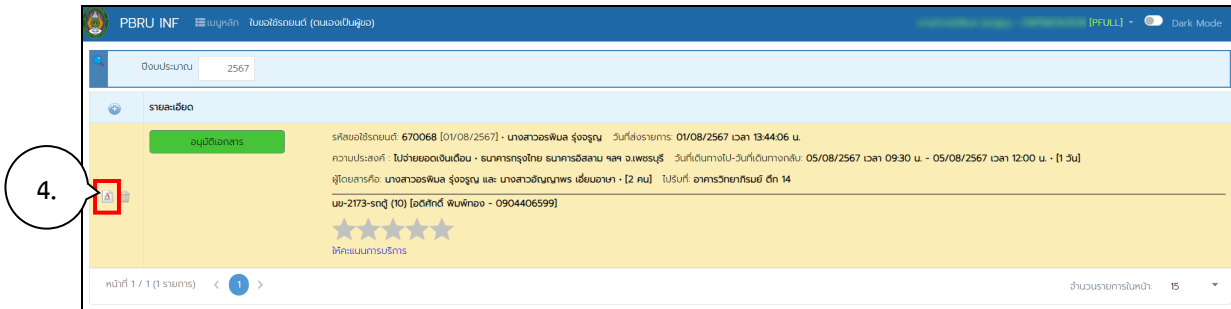 PBRU INF เมนูหลัก ใบขอใช้รถยนต์ (ตนเองเป็นผู้ขอ) [PFULL] Dark Mode
ปีงบประมาณ 2567
รายละเอียด
อนุมัติเอกสาร
รหัสขอใช้รถยนต์: 670068 [01/08/2567] • นางสาวอรพิมล รุ่งจรูญ วันที่ส่งรายการ: 01/08/2567 เวลา 13:44:06 น.
ความประสงค์ : ไปจ่ายยอดเงินเดือน • ธนาคารกรุงไทย ธนาคารอิสลาม ฯลฯ จ.เพชรบุรี วันที่เดินทางไป-วันที่เดินทางกลับ: 05/08/2567 เวลา 09:30 น. - 05/08/2567 เวลา 12:00 น. • [1 วัน]
ผู้โดยสารคือ: นางสาวอรพิมล รุ่งจรูญ และ นางสาวอัญญาพร เอี่ยมอาษา • [2 คน] ไปรับที่: อาคารวิทยาภิรมย์ ตึก 14
4.
นข-2173-รถตู้ (10) [อดิศักดิ์ พิมพ์ทอง - 0904406599]
ให้คะแนนการบริการ
หน้าที่ 1 / 1 (1 รายการ) < 1 > จำนวนรายการในหน้า: 15